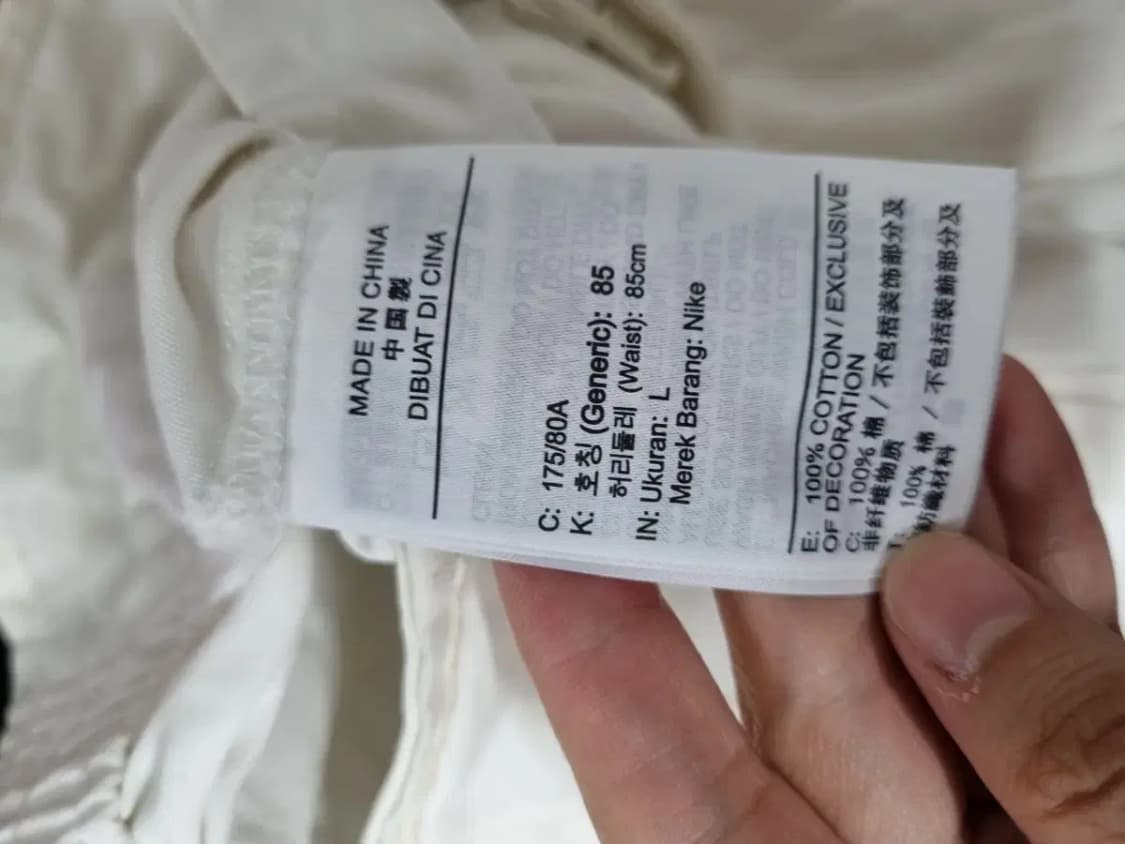 MADE IN CHINA
中国製
DIBUAT DI CINA
C: 175/80A
K: 호칭 (Generic): 85
허리둘레 (Waist): 85cm
IN: Ukuran: L
Merek Barang: Nike
E: 100% COTTON / EXCLUSIVE
OF DECORATION
C: 100% 棉 / 不包括装饰部分及
非纤维物质
100% 棉 / 不包括裝飾部分及
紡織材料